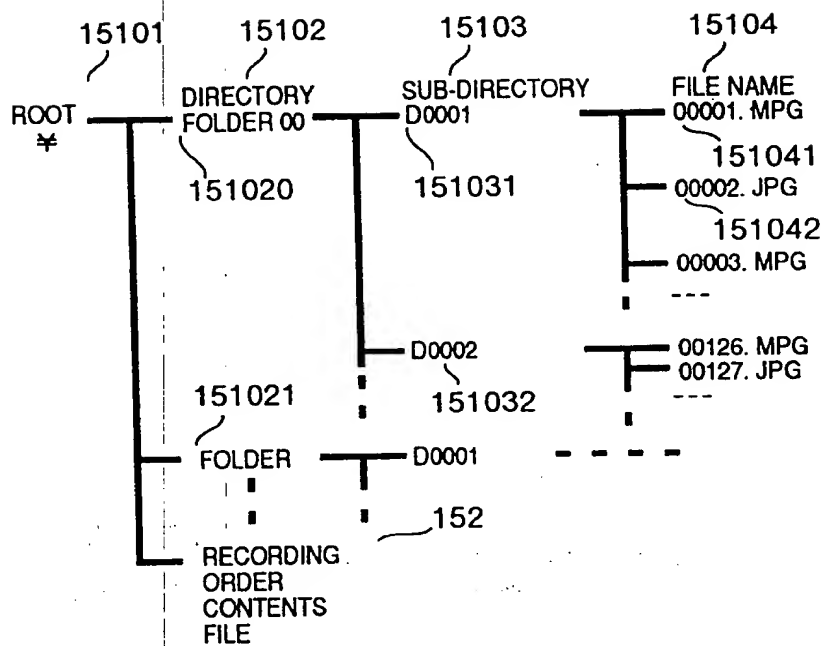 15101
15102
15103
15104
ROOT
¥
DIRECTORY
FOLDER 00
SUB-DIRECTORY
D0001
FILE NAME
00001. MPG
151020
151031
151041
00002. JPG
151042
00003. MPG
D0002
151032
00126. MPG
00127. JPG
151021
FOLDER
D0001
152
RECORDING
ORDER
CONTENTS
FILE